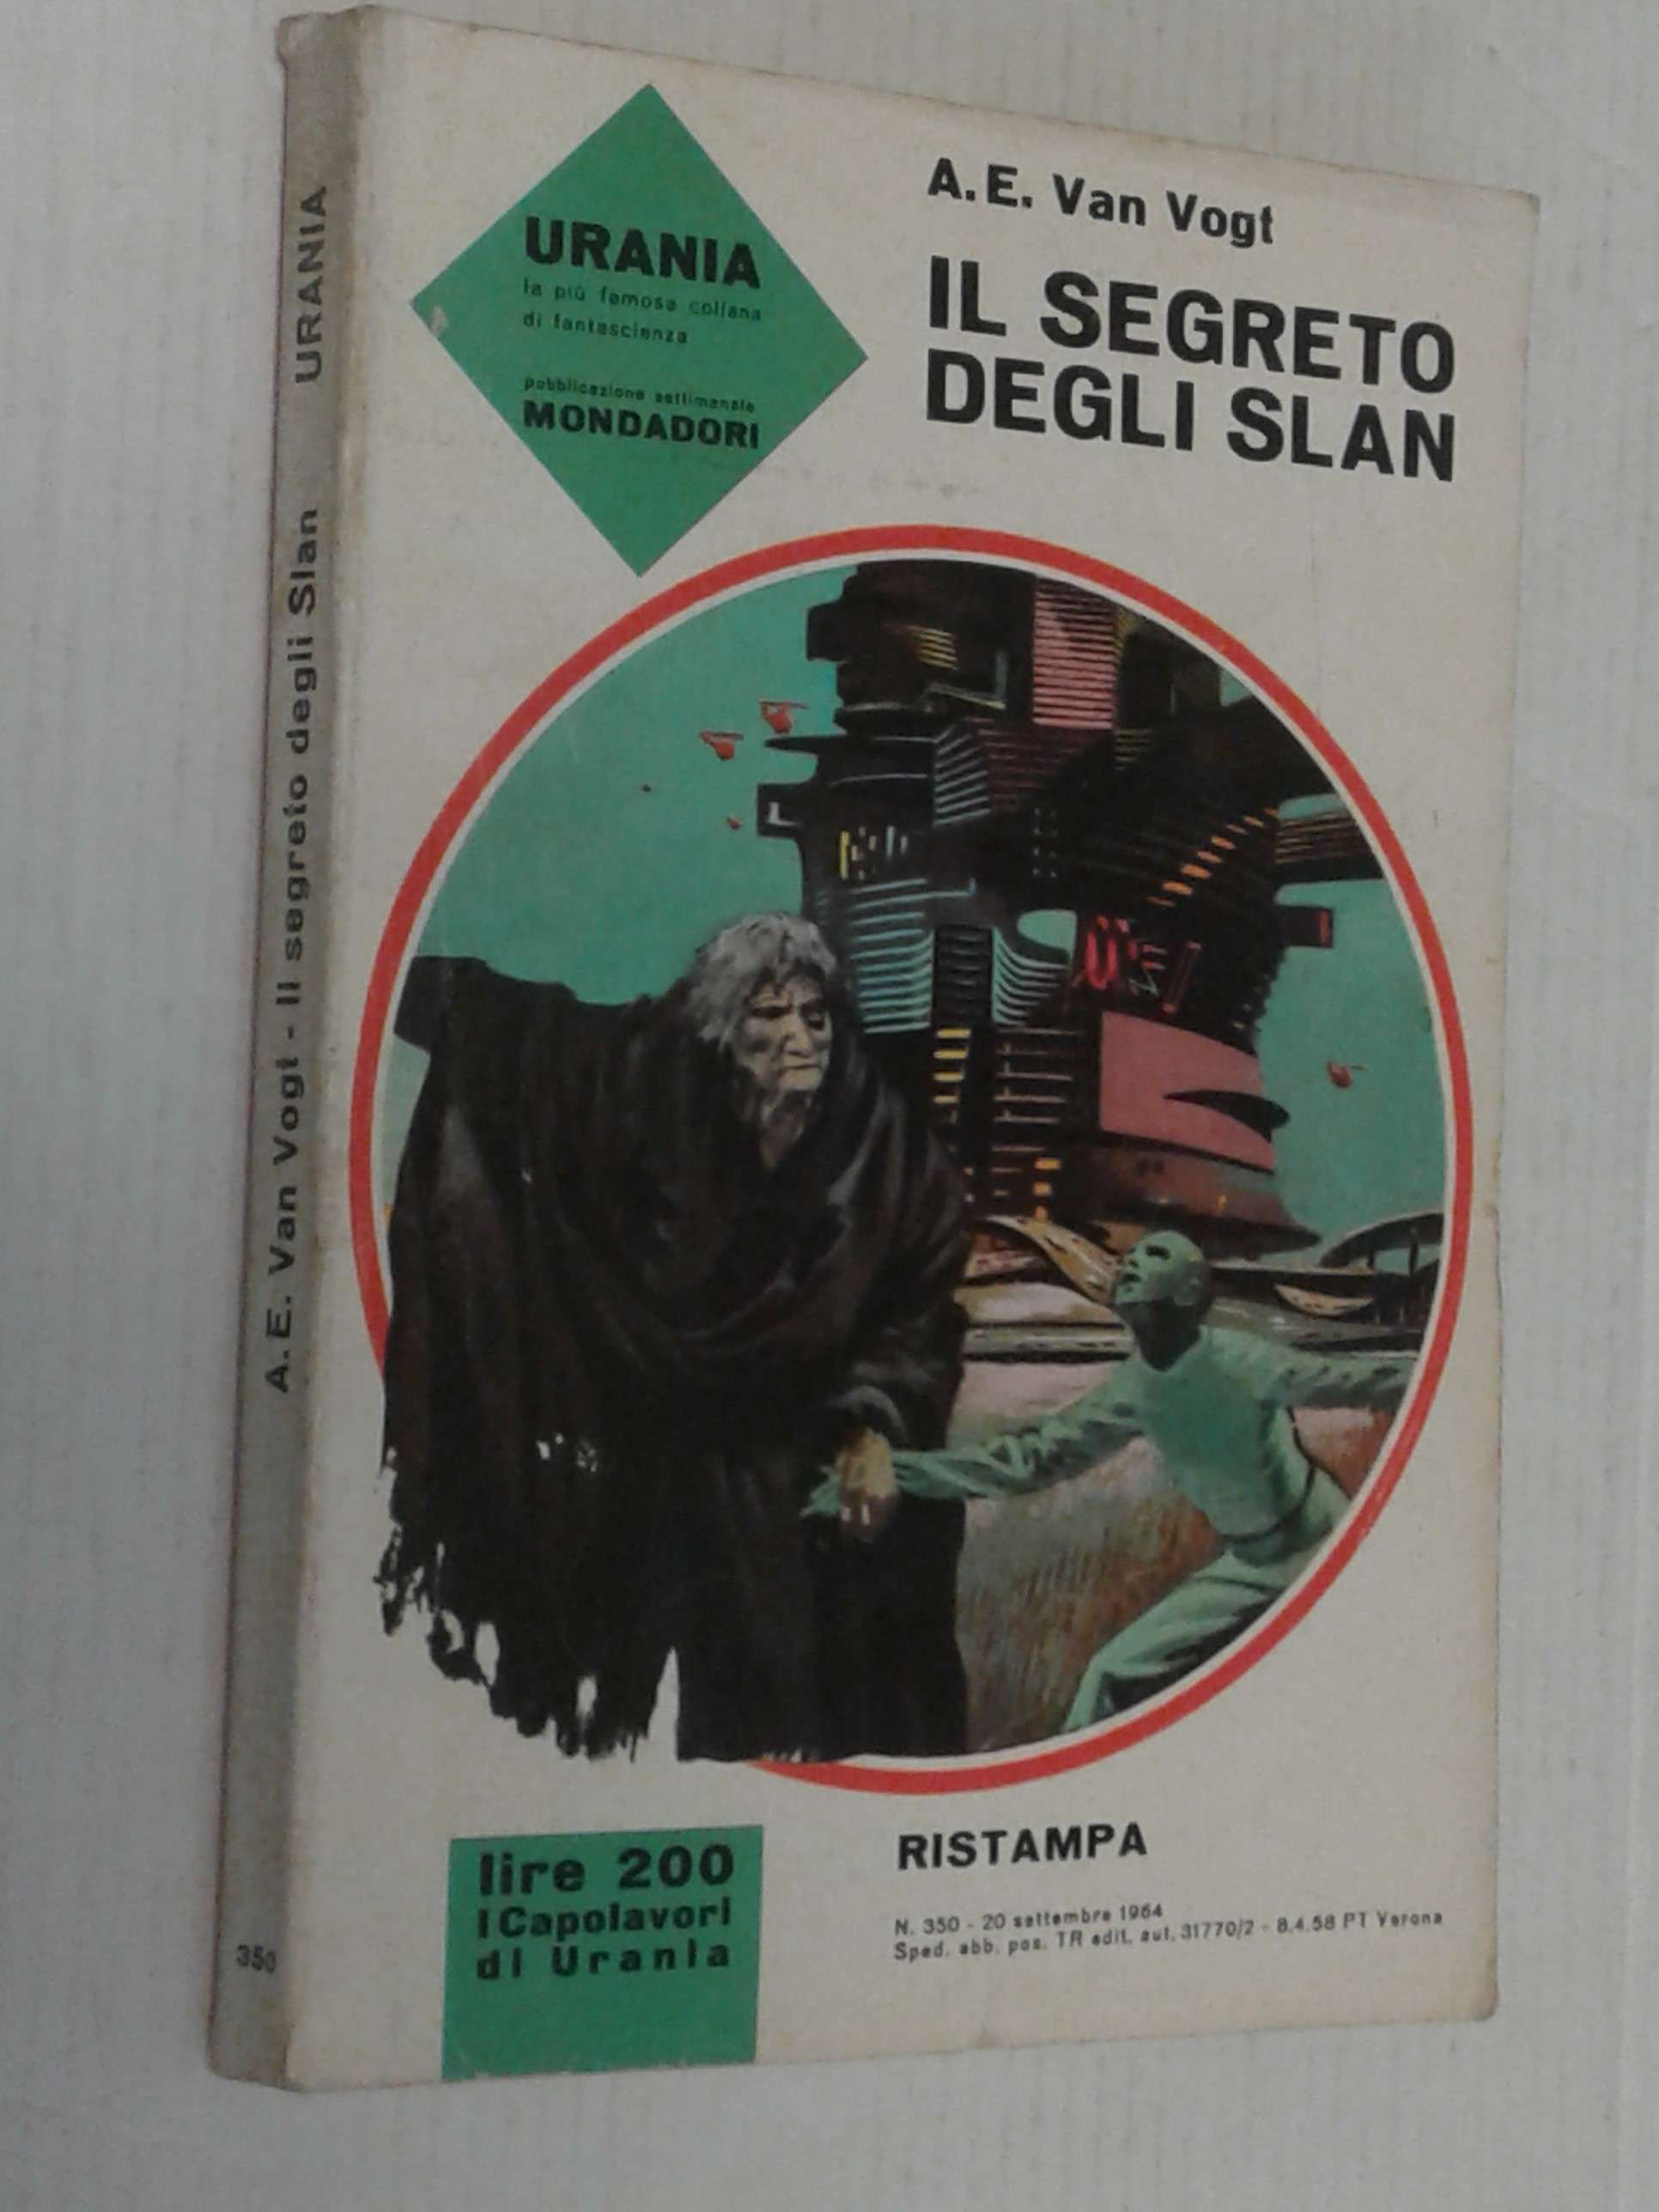 URANIA
la più famosa collana
di fantascienza
pubblicazione settimanale
MONDADORI
A.E. Van Vogt
IL SEGRETO
DEGLI SLAN
A.E. Van Vogt - Il segreto degli Slan URANIA
350
lire 200
I Capolavori
di Urania
RISTAMPA
N. 350 - 20 settembre 1964
Sped. abb. pos. TR edit. aut. 31770/2 - 8.4.58 PT Verona